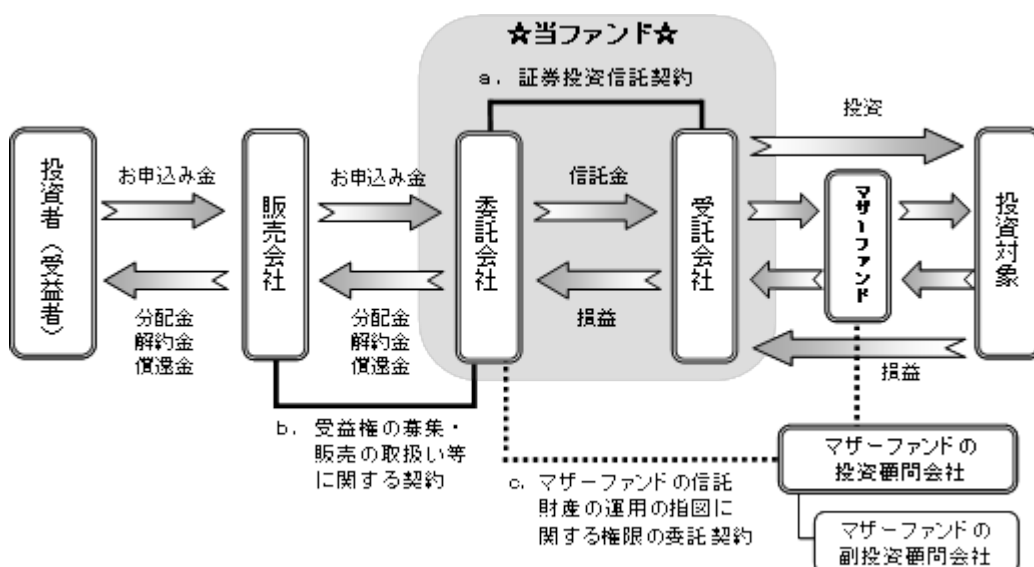 ☆当ファンド☆
a．証券投資信託契約
投資者（受益者）
お申込み金
分配金
解約金
償還金
販売会社
お申込み金
分配金
解約金
償還金
委託会社
信託金
損益
受託会社
投資
マザーファンド
損益
投資対象
b．受益権の募集・
販売の取扱い等
に関する契約
c．マザーファンドの信託
財産の運用の指図に
関する権限の委託契約
マザーファンドの
投資顧問会社
マザーファンドの
副投資顧問会社